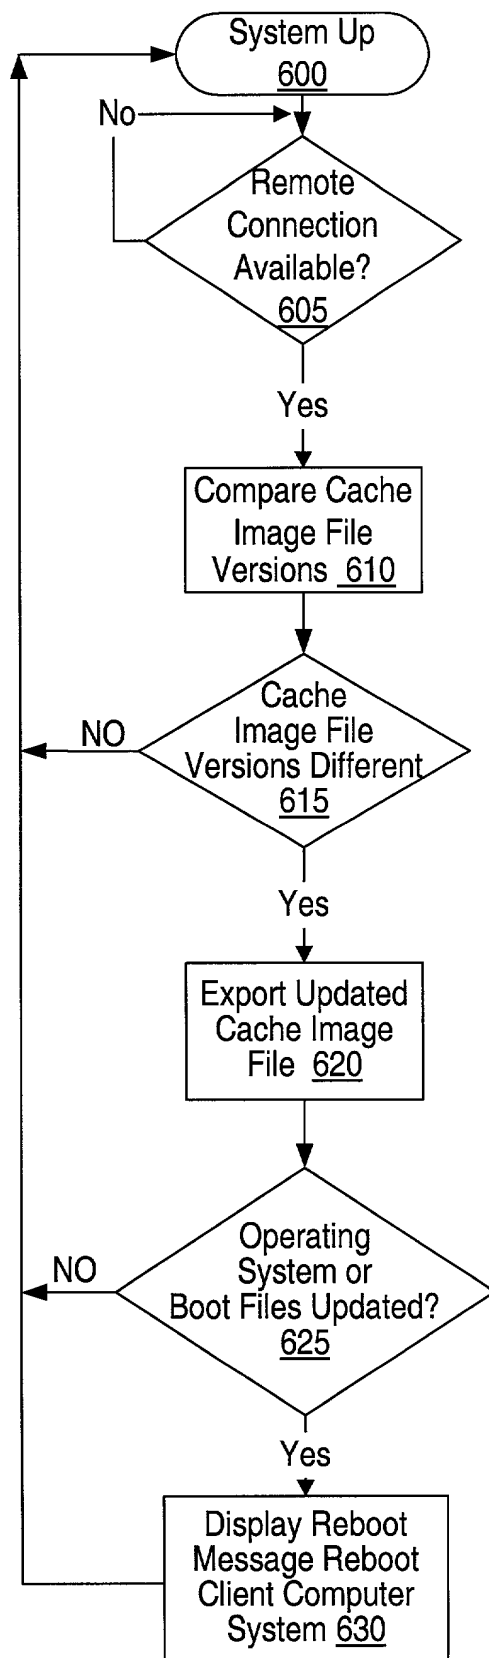 System Up
600
No
Remote
Connection
Available?
605
Yes
Compare Cache
Image File
Versions 610
Cache
Image File
Versions Different
615
NO
Yes
Export Updated
Cache Image
File 620
Operating
System or
Boot Files Updated?
625
NO
Yes
Display Reboot
Message Reboot
Client Computer
System 630